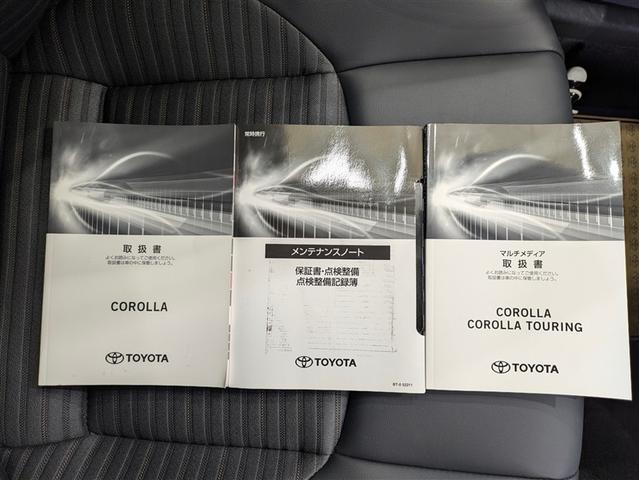 取扱書
よくお読みになってご使用ください。
取扱書は車の中に保管しましょう。
COROLLA
TOYOTA
常時携行
メンテナンスノート
保証書・点検整備
点検整備記録簿
TOYOTA
マルチメディア
取扱書
よくお読みになってご使用ください。
取扱書は車の中に保管しましょう。
COROLLA
COROLLA TOURING
TOYOTA